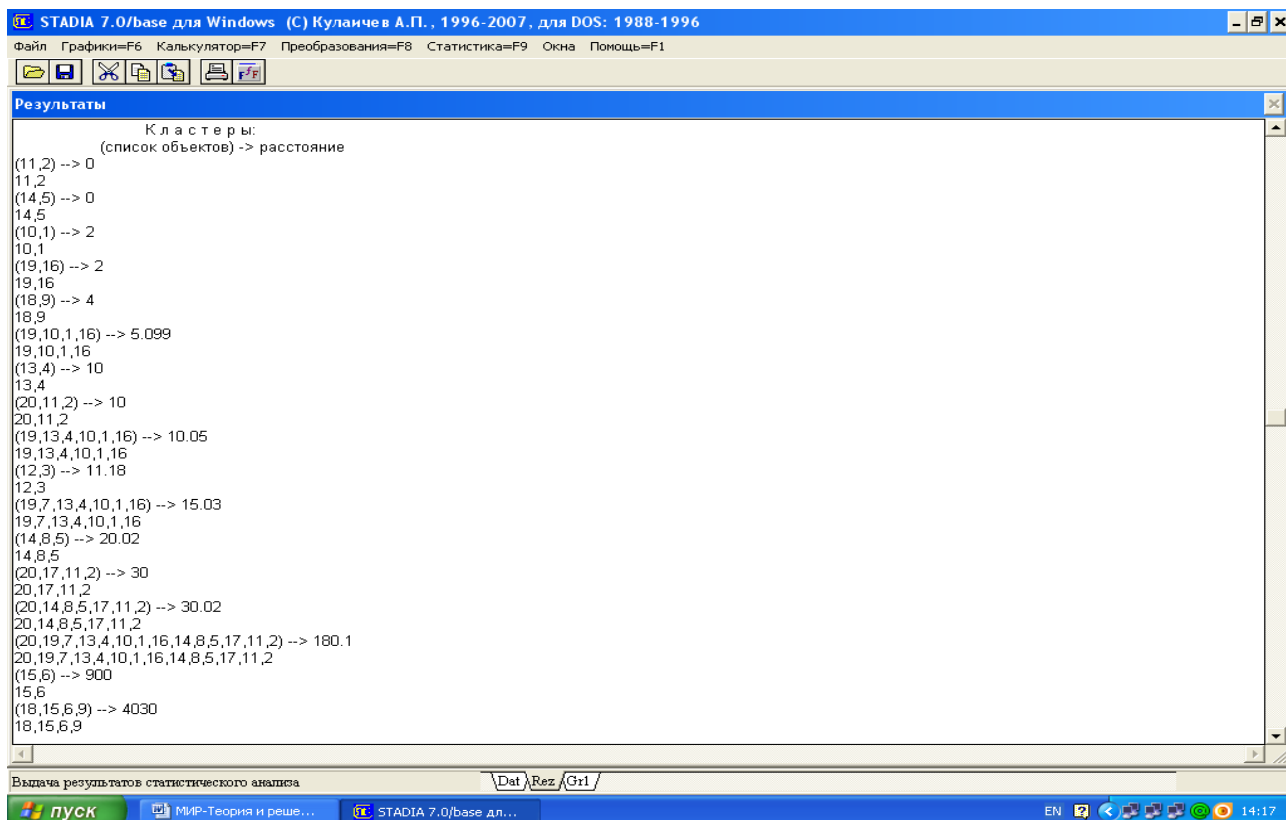 STADIA 7.0/base для Windows (C) Кулаичев А.П., 1996-2007, для DOS: 1988-1996
Файл Графики=F6 Калькулятор=F7 Преобразования=F8 Статистика=F9 Окна Помощь=F1
Результаты
К л а с т е р ы:
(список объектов) -> расстояние
(11,2) --> 0
11,2
(14,5) --> 0
14,5
(10,1) --> 2
10,1
(19,16) --> 2
19,16
(18,9) --> 4
18,9
(19,10,1,16) --> 5.099
19,10,1,16
(13,4) --> 10
13,4
(20,11,2) --> 10
20,11,2
(19,13,4,10,1,16) --> 10.05
19,13,4,10,1,16
(12,3) --> 11.18
12,3
(19,7,13,4,10,1,16) --> 15.03
19,7,13,4,10,1,16
(14,8,5) --> 20.02
14,8,5
(20,17,11,2) --> 30
20,17,11,2
(20,14,8,5,17,11,2) --> 30.02
20,14,8,5,17,11,2
(20,19,7,13,4,10,1,16,14,8,5,17,11,2) --> 180.1
20,19,7,13,4,10,1,16,14,8,5,17,11,2
(15,6) --> 900
15,6
(18,15,6,9) --> 4030
18,15,6,9
Выдача результатов статистического анализа \Dat \Rez /Gr1 /
пуск МИР-Теория и реше... STADIA 7.0/base дл... EN 14:17